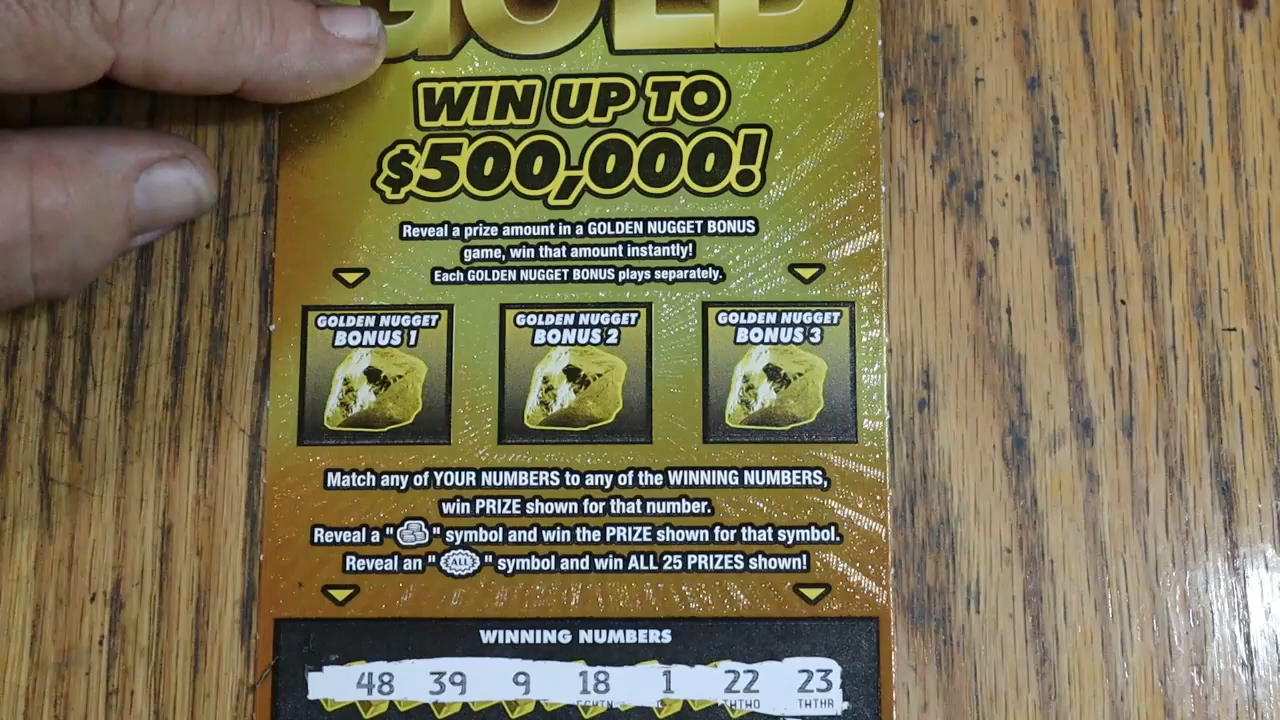 GOLD
WIN UP TO
$500,000!
Reveal a prize amount in a GOLDEN NUGGET BONUS
game, win that amount instantly!
Each GOLDEN NUGGET BONUS plays separately.
GOLDEN NUGGET
BONUS 1
GOLDEN NUGGET
BONUS 2
GOLDEN NUGGET
BONUS 3
Match any of YOUR NUMBERS to any of the WINNING NUMBERS,
win PRIZE shown for that number.
Reveal a " " symbol and win the PRIZE shown for that symbol.
Reveal an " ALL " symbol and win ALL 25 PRIZES shown!
WINNING NUMBERS
48 39 9 18 1 22 23
TWTWO TWTHR